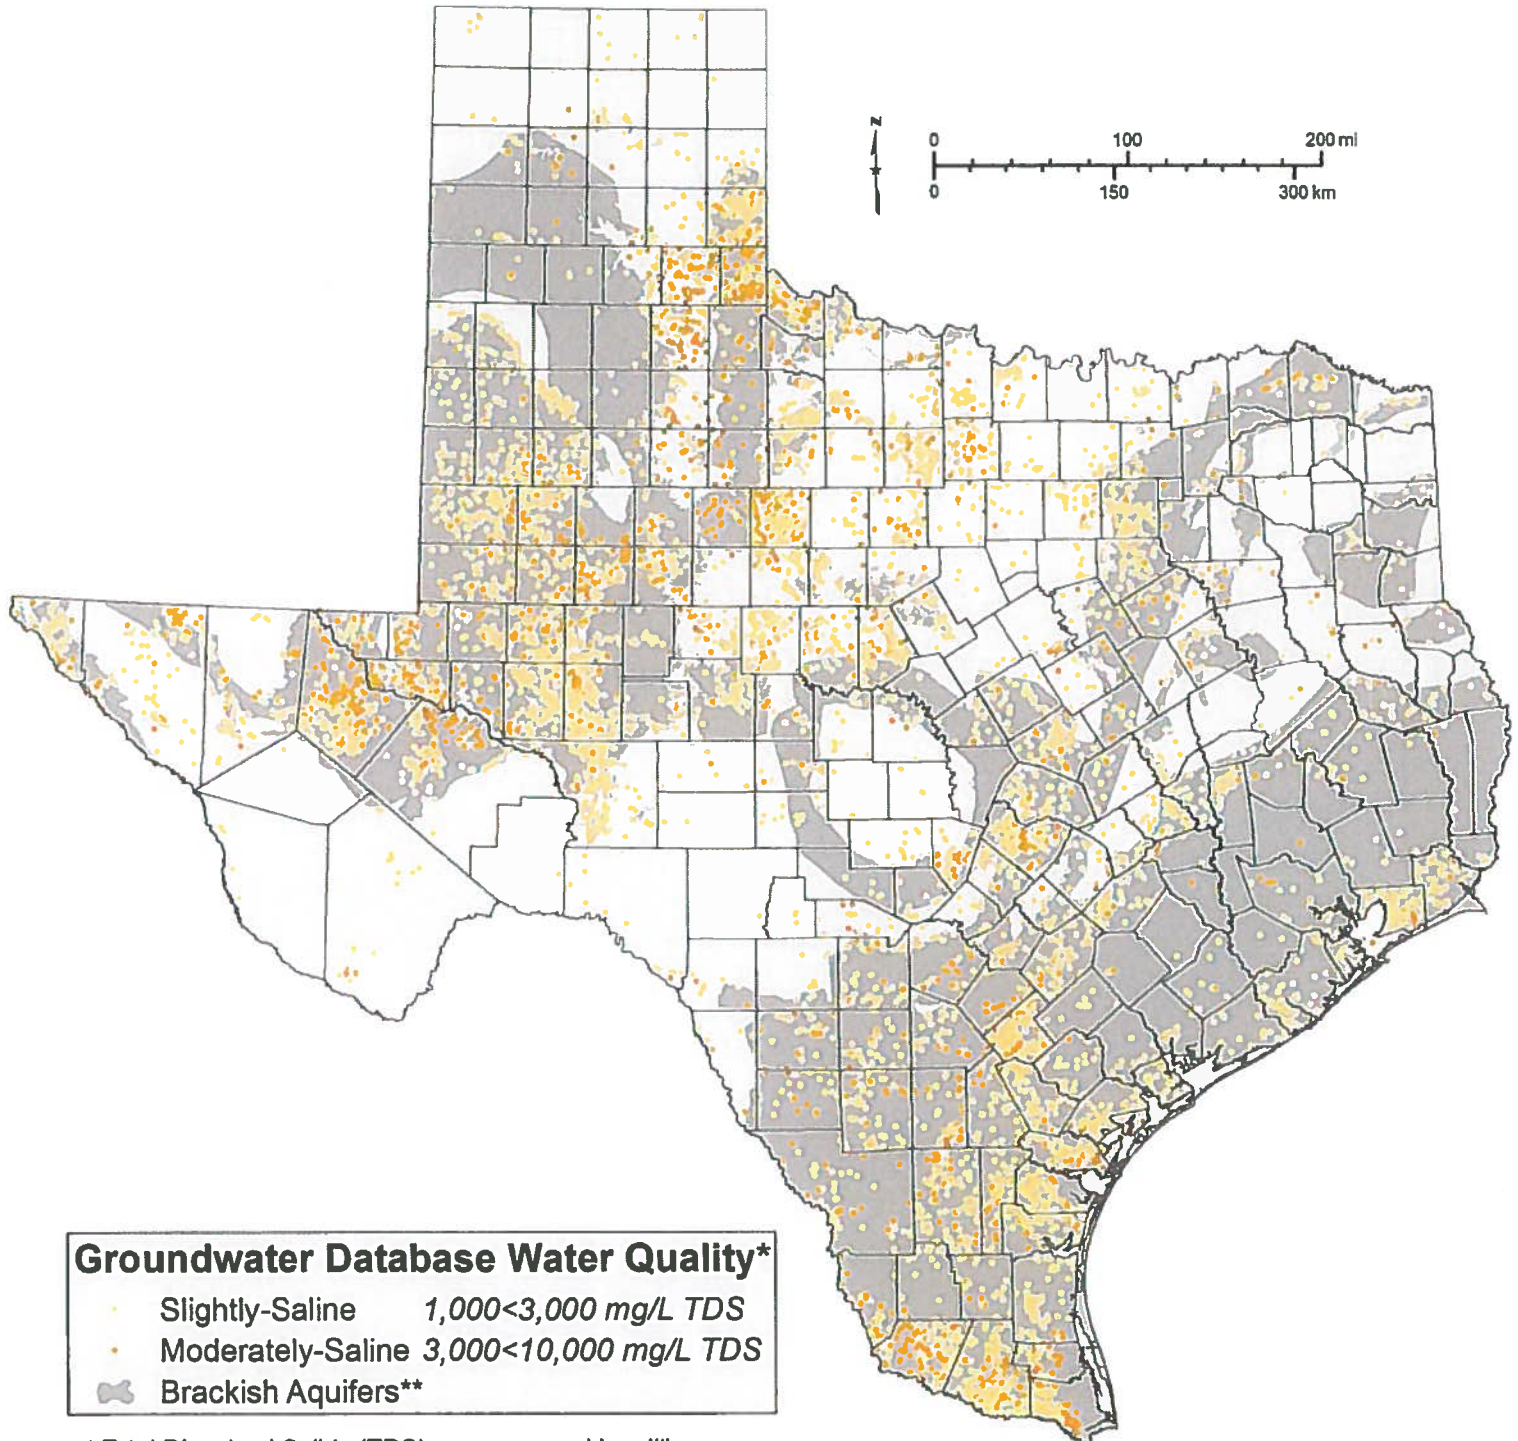 z
0 100 200 mi
0 150 300 km
Groundwater Database Water Quality*
Slightly-Saline 1,000<3,000 mg/L TDS
Moderately-Saline 3,000<10,000 mg/L TDS
Brackish Aquifers**